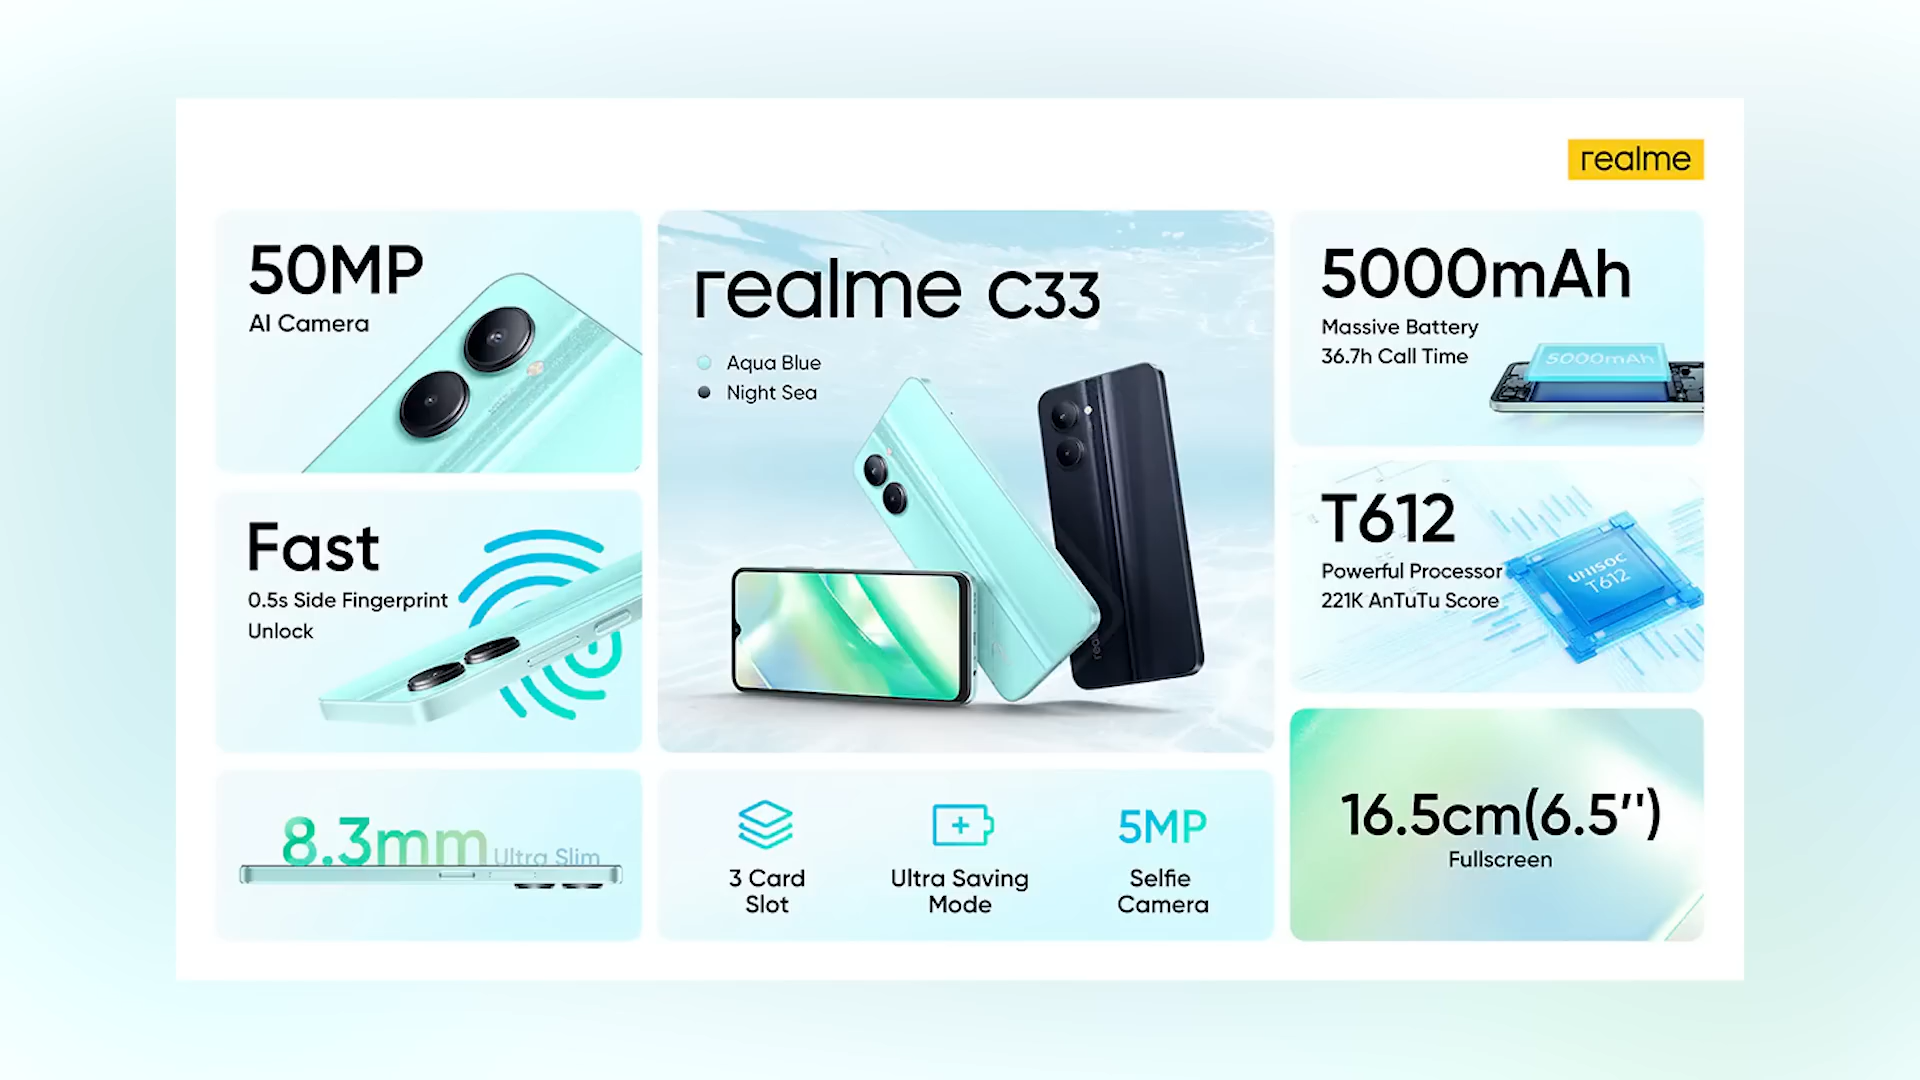 realme
50MP
AI Camera
Fast
0.5s Side Fingerprint
Unlock
8.3mm Ultra Slim
realme C33
Aqua Blue
Night Sea
3 Card
Slot
Ultra Saving
Mode
5MP
Selfie
Camera
5000mAh
Massive Battery
36.7h Call Time
5000mAh
T612
Powerful Processor
221K AnTuTu Score
UNISOC
T612
16.5cm(6.5'')
Fullscreen